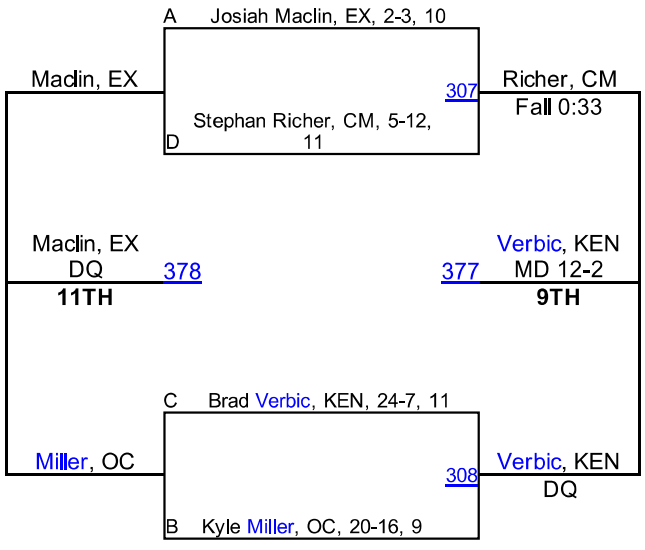 A Josiah Maclin, EX, 2-3, 10
Maclin, EX
307
Richer, CM
Fall 0:33
Stephan Richer, CM, 5-12,
11
D
Maclin, EX
DQ
11TH
378
377
Verbic, KEN
MD 12-2
9TH
C Brad Verbic, KEN, 24-7, 11
Miller, OC
308
Verbic, KEN
DQ
B Kyle Miller, OC, 20-16, 9